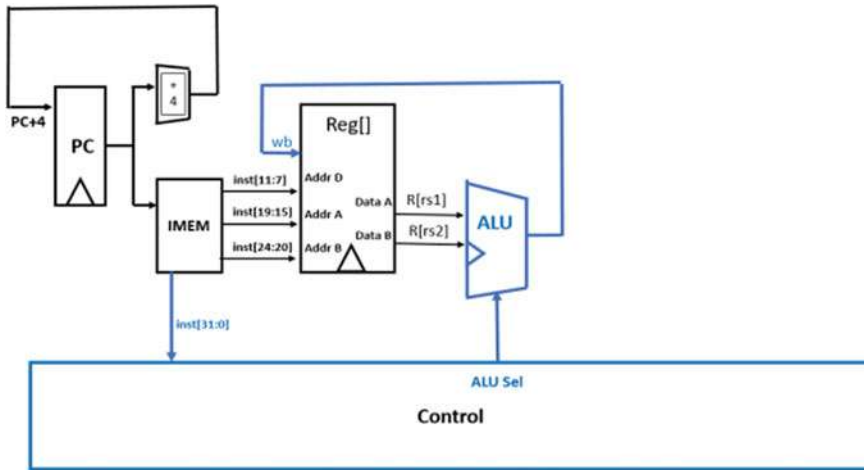 +
4
PC+4
PC
Reg[]
wb
inst[11:7]
Addr D
IMEM
inst[19:15]
Addr A
Data A
R[rs1]
ALU
inst[24:20]
Addr B
Data B
R[rs2]
inst[31:0]
ALU Sel
Control